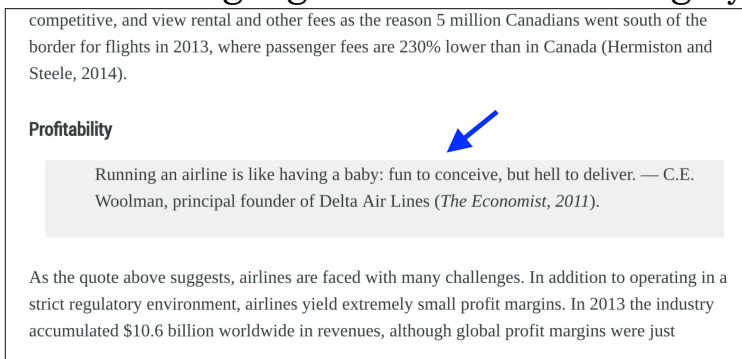 competitive, and view rental and other fees as the reason 5 million Canadians went south of the
border for flights in 2013, where passenger fees are 230% lower than in Canada (Hermiston and
Steele, 2014).
Profitability
Running an airline is like having a baby: fun to conceive, but hell to deliver. — C.E.
Woolman, principal founder of Delta Air Lines (The Economist, 2011).
As the quote above suggests, airlines are faced with many challenges. In addition to operating in a
strict regulatory environment, airlines yield extremely small profit margins. In 2013 the industry
accumulated $10.6 billion worldwide in revenues, although global profit margins were just